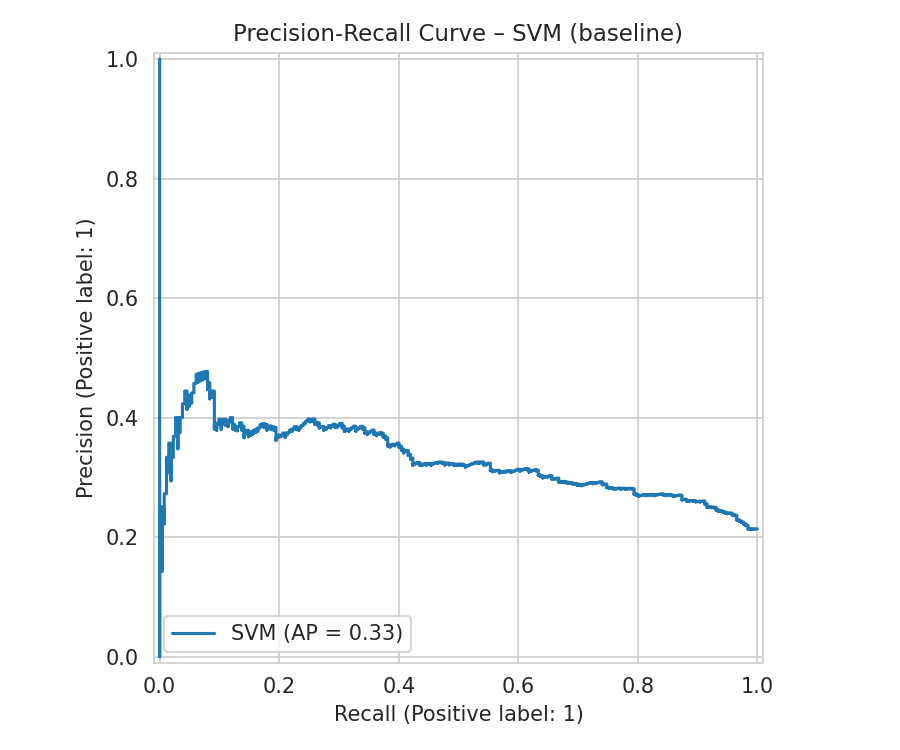 Precision-Recall Curve – SVM (baseline)
1.0
0.8
0.6
0.4
0.2
0.0
Precision (Positive label: 1)
SVM (AP = 0.33)
0.0 0.2 0.4 0.6 0.8 1.0
Recall (Positive label: 1)